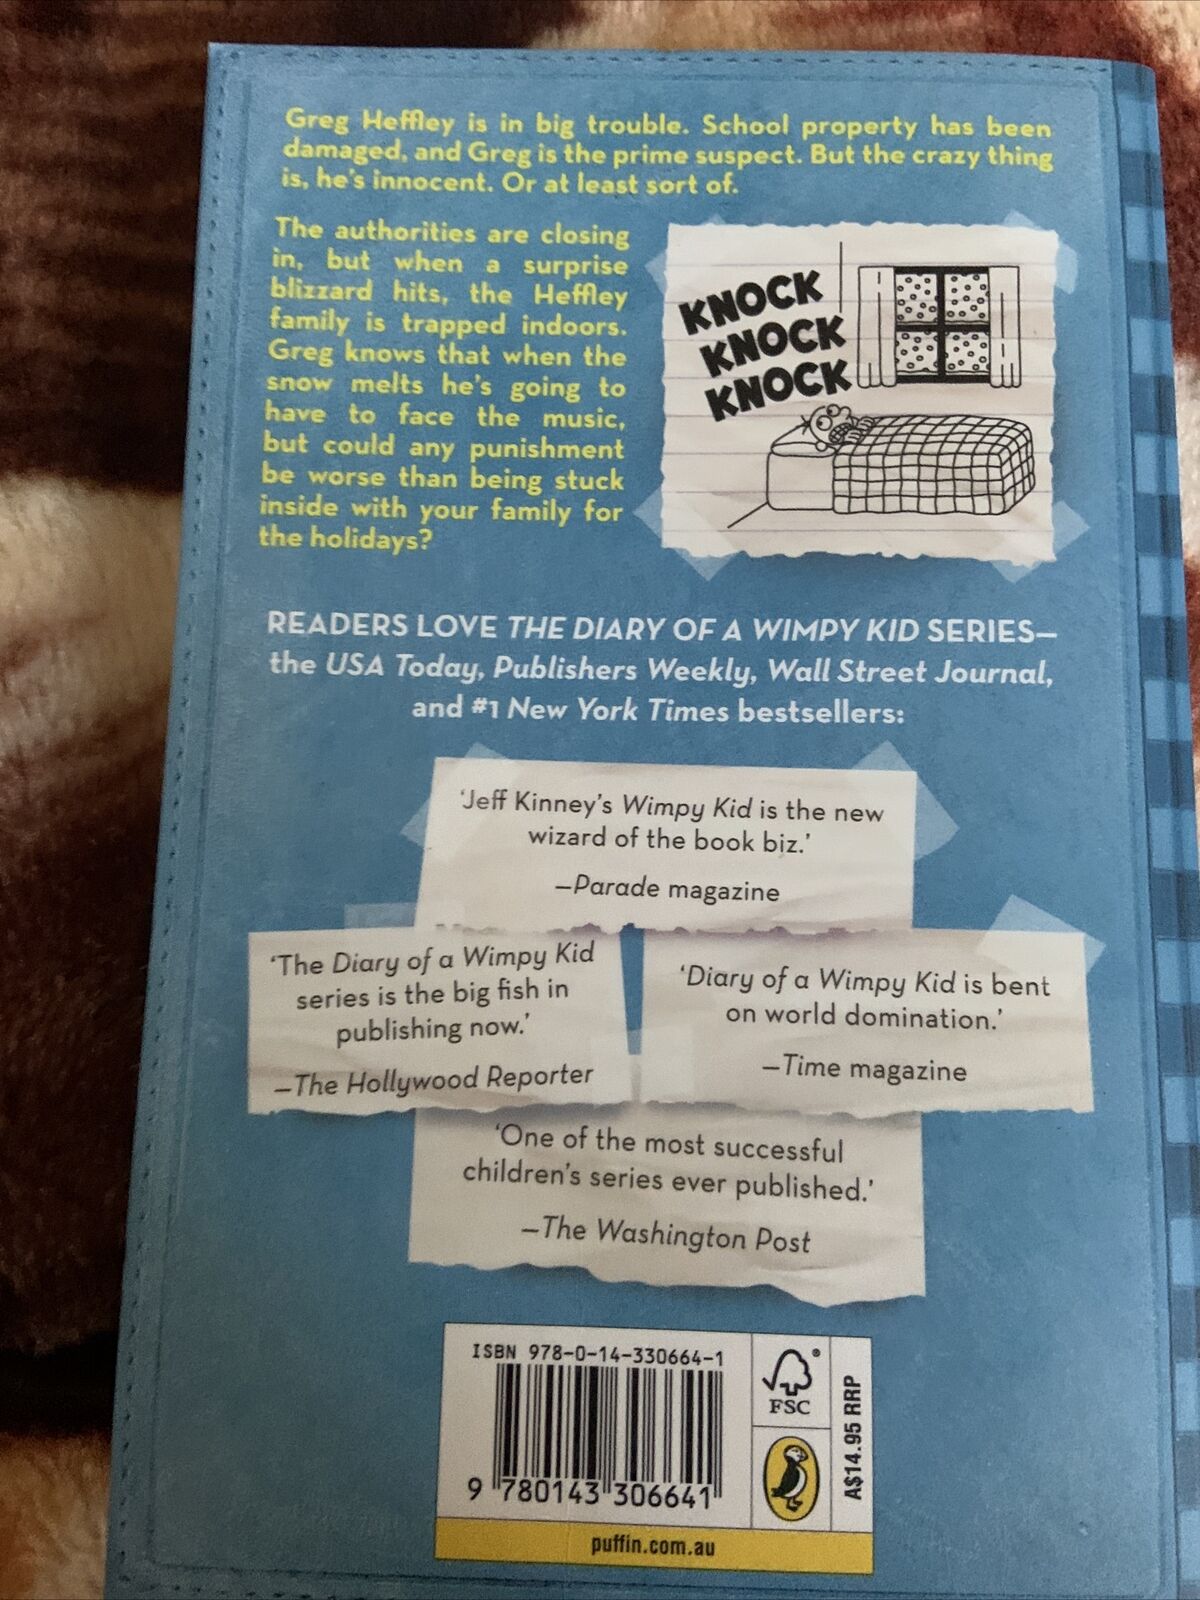 Greg Heffley is in big trouble. School property has been
damaged, and Greg is the prime suspect. But the crazy thing
is, he's innocent. Or at least sort of.
The authorities are closing
in, but when a surprise
blizzard hits, the Heffley
family is trapped indoors.
Greg knows that when the
snow melts he's going to
have to face the music,
but could any punishment
be worse than being stuck
inside with your family for
the holidays?
KNOCK
KNOCK
KNOCK
READERS LOVE THE DIARY OF A WIMPY KID SERIES—
the USA Today, Publishers Weekly, Wall Street Journal,
and #1 New York Times bestsellers:
'Jeff Kinney's Wimpy Kid is the new
wizard of the book biz.'
—Parade magazine
'The Diary of a Wimpy Kid
series is the big fish in
publishing now.'
—The Hollywood Reporter
'Diary of a Wimpy Kid is bent
on world domination.'
—Time magazine
'One of the most successful
children's series ever published.'
—The Washington Post
ISBN 978-0-14-330664-1
9 780143 306641
FSC
A$14.95 RRP
puffin.com.au